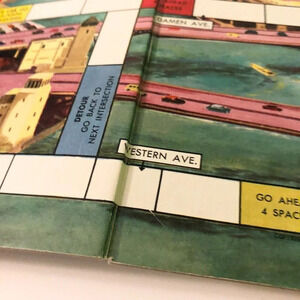 DAMEN AVE.
DETOUR
GO BACK TO
NEXT INTERSECTION
WESTERN AVE.
GO AHEA
4 SPAC